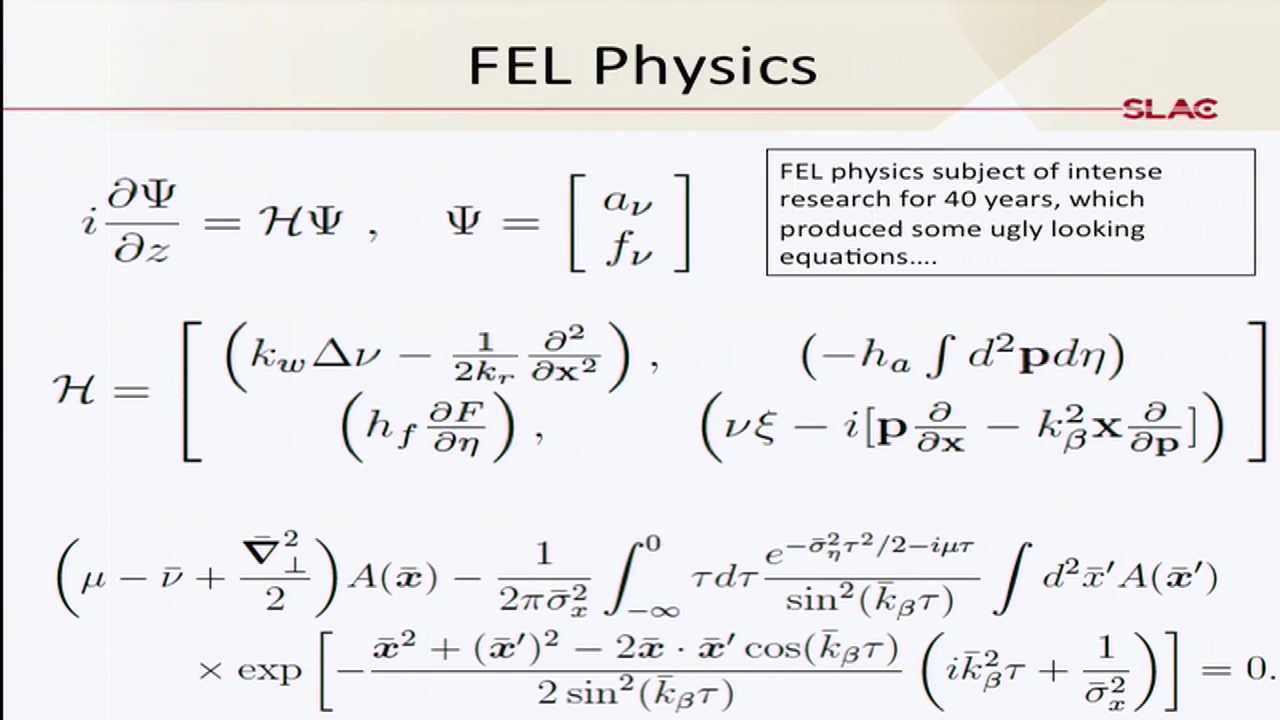 FEL Physics
SLAC
i ∂Ψ/∂z = ℋΨ , Ψ = [ a_ν f_ν ]
FEL physics subject of intense
research for 40 years, which
produced some ugly looking
equations....
ℋ = [ (k_w Δν − 1/(2k_r) ∂²/∂𝐱²) , (−h_a ∫ d²𝐩dη)
(h_f ∂F/∂η) , (νξ − i[𝐩 ∂/∂𝐱 − k_β² 𝐱 ∂/∂𝐩]) ]
(μ − ν̄ + ∇̄_⊥²/2) A(x̄) − 1/(2πσ̄_x²) ∫_{−∞}^0 τdτ e^{−σ̄_η²τ²/2−iμτ}/sin²(k̄_βτ) ∫ d²x̄′A(x̄′)
× exp [ − (x̄² + (x̄′)² − 2x̄ · x̄′ cos(k̄_βτ))/(2 sin²(k̄_βτ)) (ik̄_β²τ + 1/σ̄_x²) ] = 0.